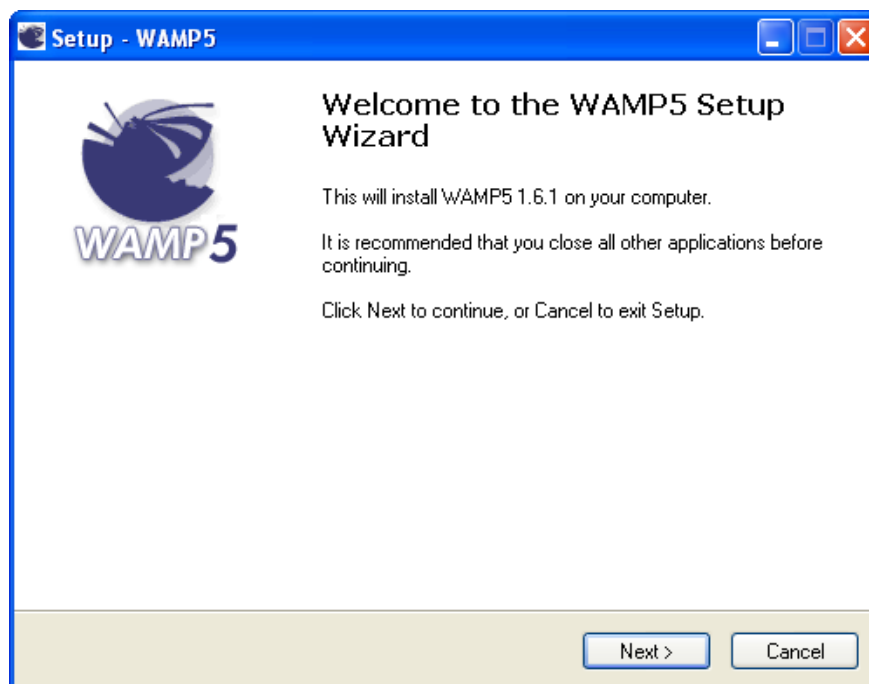 Setup - WAMP5
WAMP5
Welcome to the WAMP5 Setup
Wizard
This will install WAMP5 1.6.1 on your computer.
It is recommended that you close all other applications before
continuing.
Click Next to continue, or Cancel to exit Setup.
Next >
Cancel